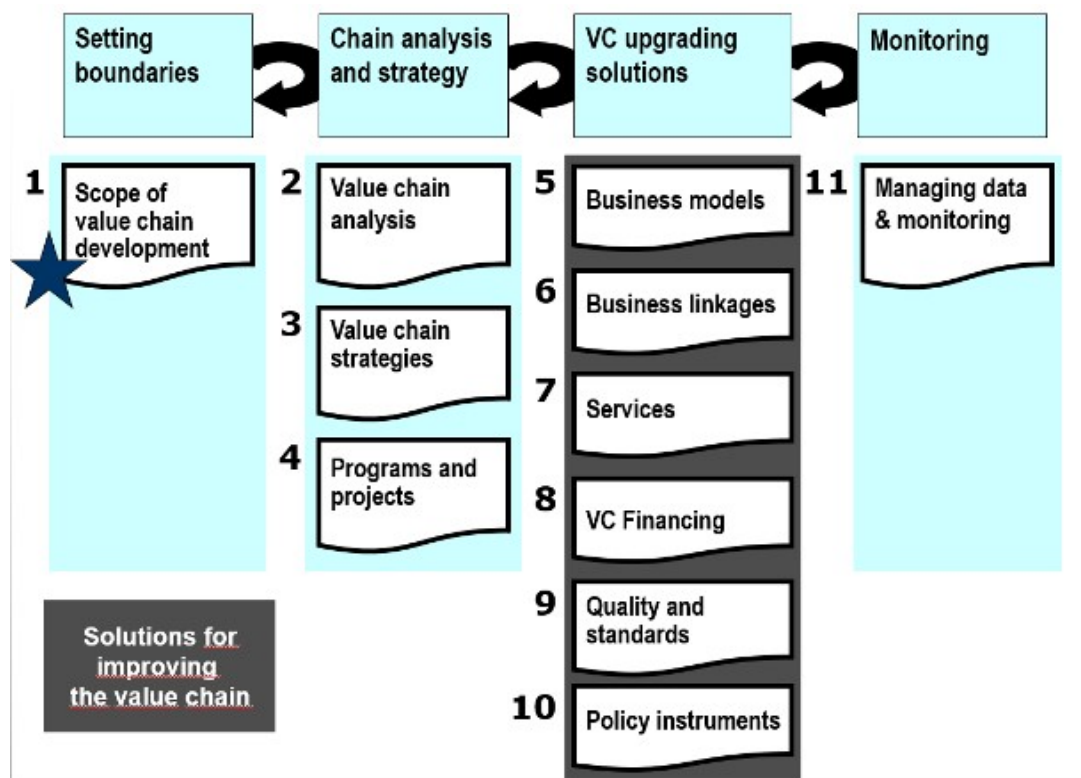 Setting
boundaries
Chain analysis
and strategy
VC upgrading
solutions
Monitoring
1
Scope of
value chain
development
2
Value chain
analysis
3
Value chain
strategies
4
Programs and
projects
5
Business models
6
Business linkages
7
Services
8
VC Financing
9
Quality and
standards
10
Policy instruments
11
Managing data
& monitoring
Solutions for
improving
the value chain